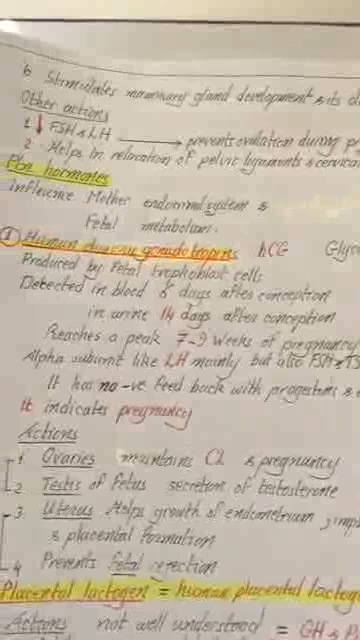 6 Stimulates mammary gland development & its
Other actions
1 ↓ FSH & LH → prevents ovulation during
2 Helps in relaxation of pelvic ligaments &
hormones
influence Mother endocrinal system &
Fetal metabolism.
① Human gonadotropins hCG
Produced by Fetal trophoblast cells
Detected in blood 8 days after conception
in urine 14 days after conception
Reaches a peak 7-9 weeks of pregnancy
Alpha subunit like LH mainly but also FSH &
It has no -ve feed back with progestins &
It indicates pregnancy
Actions
1 Ovaries maintains CL & pregnancy
2 Testis of Fetus secretion of testosterone
3. Uterus Helps growth of endometrium,
& placental formation
4 Prevents fetal rejection
Placental lactogen = human placental
Actions not well understood = GH &